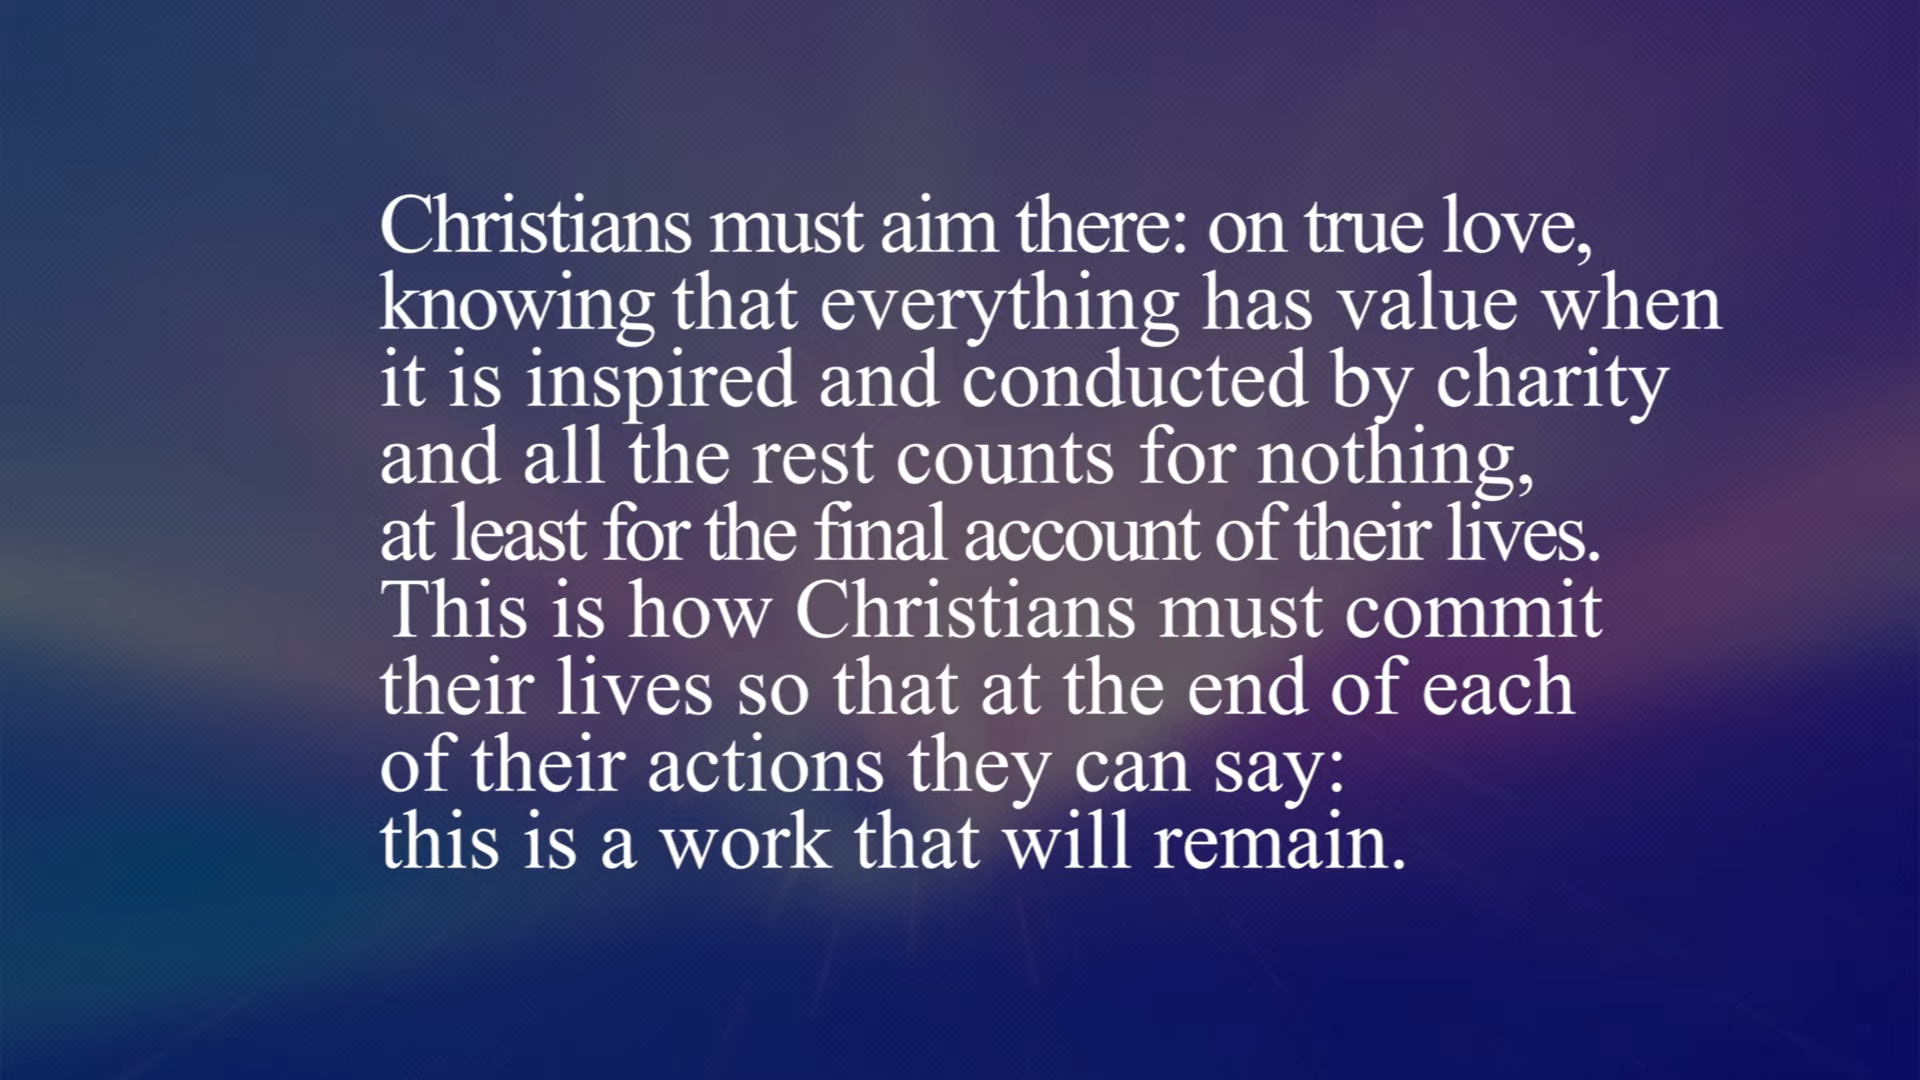 Christians must aim there: on true love,
knowing that everything has value when
it is inspired and conducted by charity
and all the rest counts for nothing,
at least for the final account of their lives.
This is how Christians must commit
their lives so that at the end of each
of their actions they can say:
this is a work that will remain.